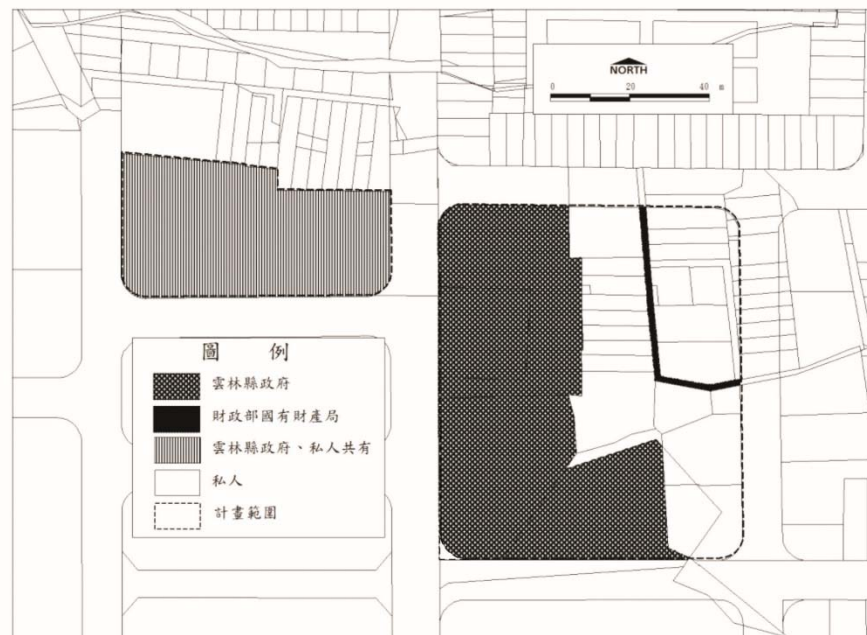 NORTH
0 20 40 m
圖例
雲林縣政府
財政部國有財產局
雲林縣政府、私人共有
私人
計畫範圍